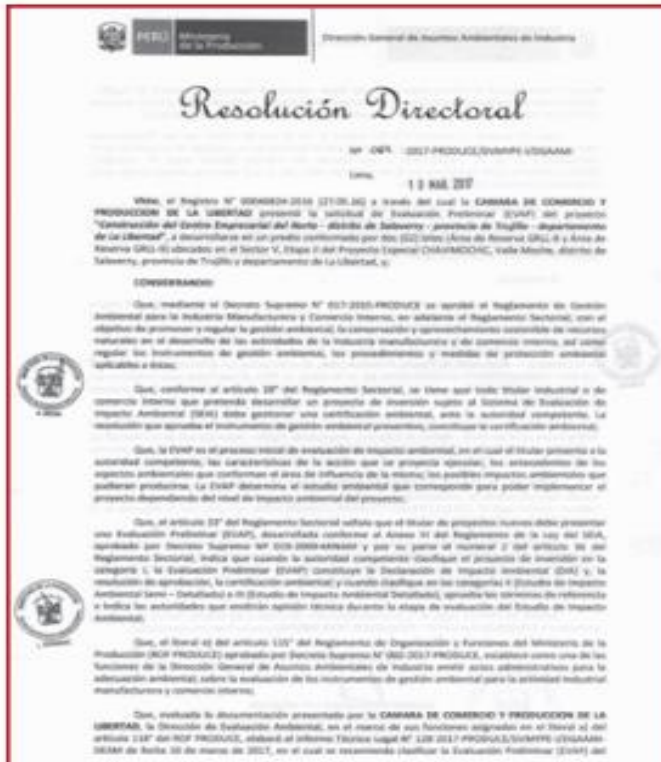 PERÚ Ministerio de la Producción
Dirección General de Asuntos Ambientales de Industria
Resolución Directoral
Nº -2017-PRODUCE/DVMYPE-I/DIGAAMI
Lima,
10 MAR. 2017
Visto, el Registro N° (27.05.16) a través del cual la CAMARA DE COMERCIO Y
PRODUCCION DE LA LIBERTAD presentó la solicitud de Evaluación Preliminar (EVAP) del proyecto
"Construcción del Centro Empresarial del Norte - distrito de Salaverry - provincia de Trujillo - departamento
de La Libertad", a desarrollarse en un predio conformado por dos (02) lotes (Área de Reserva GRLL-II y Área de
Reserva GRLL-III) ubicados en el Sector V, Etapa II del Proyecto Especial CHAVIMOCHIC, Valle Moche, distrito de
Salaverry, provincia de Trujillo y departamento de La Libertad, y;
CONSIDERANDO:
Que, mediante el Decreto Supremo N° 017-2015-PRODUCE se aprobó el Reglamento de Gestión
Ambiental para la Industria Manufacturera y Comercio Interno, en adelante el Reglamento Sectorial, con el
objetivo de promover y regular la gestión ambiental, la conservación y aprovechamiento sostenible de recursos
naturales en el desarrollo de las actividades de la industria manufacturera y de comercio interno, así como
regular los instrumentos de gestión ambiental, los procedimientos y medidas de protección ambiental
aplicables a éstas;
Que, conforme al artículo del Reglamento Sectorial, se tiene que todo titular industrial o de
comercio interno que pretenda desarrollar un proyecto de inversión sujeto al Sistema de Evaluación de
Impacto Ambiental (SEIA) debe gestionar una certificación ambiental, ante la autoridad competente. La
resolución que aprueba el instrumento de gestión ambiental preventivo, constituye la certificación ambiental;
Que, la EVAP es el proceso inicial de evaluación de impacto ambiental, en el cual el titular presenta a la
autoridad competente, las características de la acción que se proyecta ejecutar, los antecedentes de los
aspectos ambientales que conforman el área de influencia de la misma; los posibles impactos ambientales que
pudieran producirse. La EVAP determina el estudio ambiental que corresponde para poder implementar el
proyecto dependiendo del nivel de impacto ambiental del proyecto;
Que, el artículo del Reglamento Sectorial señala que el titular de proyectos nuevos debe presentar
una Evaluación Preliminar (EVAP), desarrollada conforme al Anexo VI del Reglamento de la Ley del SEIA,
aprobado por Decreto Supremo Nº 019-2009-MINAM y por su parte el numeral 2 del artículo 36 del
Reglamento Sectorial, indica que cuando la autoridad competente clasifique el proyecto de inversión en la
categoría I, la Evaluación Preliminar (EVAP) constituye la Declaración de Impacto Ambiental (DIA) y, la
resolución de aprobación, la certificación ambiental y cuando clasifique en las categorías II (Estudio de Impacto
Ambiental Semi - Detallado) o III (Estudio de Impacto Ambiental Detallado), aprueba los términos de referencia
e indica las autoridades que emitirán opinión técnica durante la etapa de evaluación del Estudio de Impacto
Ambiental;
Que, el literal del artículo 115° del Reglamento de Organización y Funciones del Ministerio de la
Producción (ROF PRODUCE) aprobado por Decreto Supremo N° 002-2017-PRODUCE, establece como una de las
funciones de la Dirección General de Asuntos Ambientales de Industria emitir actos administrativos para la
adecuación ambiental; sobre la evaluación de los instrumentos de gestión ambiental para la actividad industrial
manufacturera y comercio interno;
Que, evaluada la documentación presentada por la CAMARA DE COMERCIO Y PRODUCCION DE LA
LIBERTAD, la Dirección de Evaluación Ambiental, en el marco de sus funciones asignadas en el literal a) del
artículo 118° del ROF PRODUCE, elaboró el Informe Técnico Legal N° 128 2017-PRODUCE/DVMYPE-I/DIGAAMI-
de fecha 10 de marzo de 2017, en el cual se recomienda clasificar la Evaluación Preliminar (EVAP) del